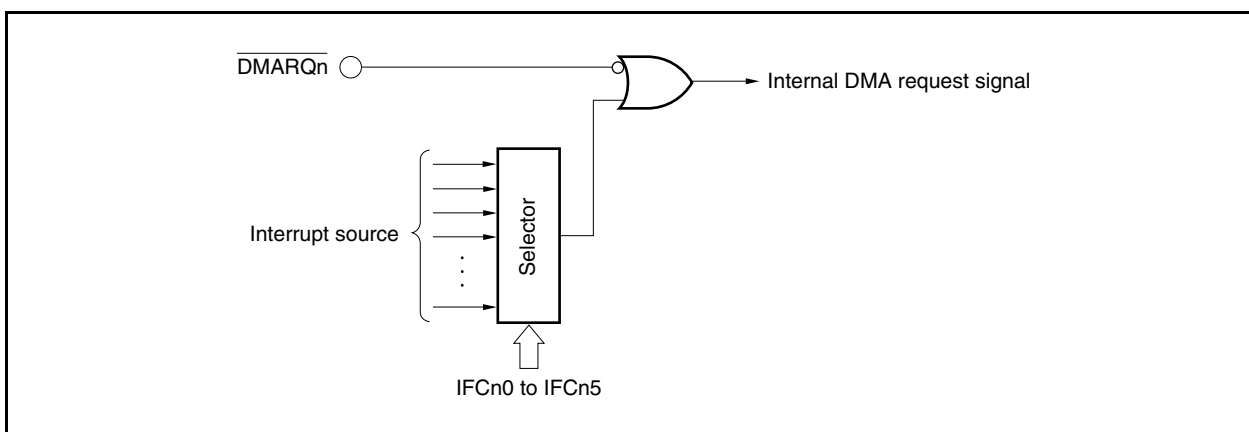 DMARQn
Internal DMA request signal
Interrupt source
Selector
IFCn0 to IFCn5